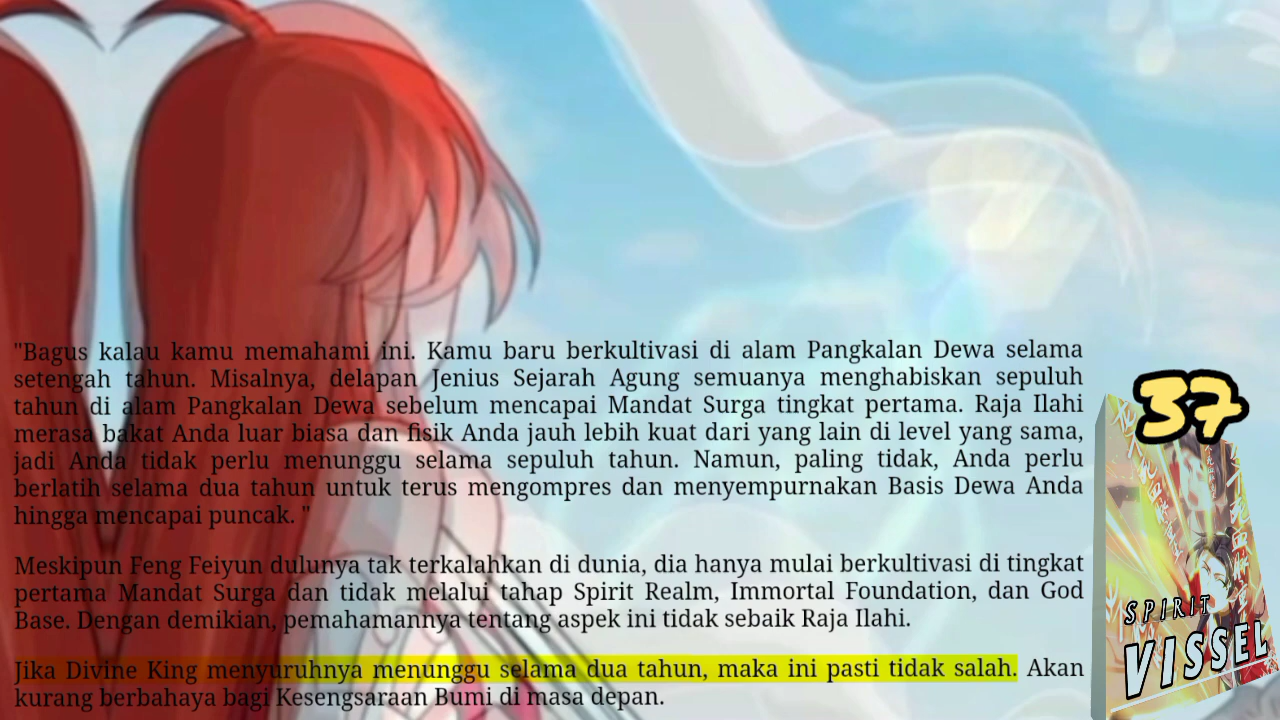 "Bagus kalau kamu memahami ini. Kamu baru berkultivasi di alam Pangkalan Dewa selama
setengah tahun. Misalnya, delapan Jenius Sejarah Agung semuanya menghabiskan sepuluh
tahun di alam Pangkalan Dewa sebelum mencapai Mandat Surga tingkat pertama. Raja Ilahi
merasa bakat Anda luar biasa dan fisik Anda jauh lebih kuat dari yang lain di level yang sama,
jadi Anda tidak perlu menunggu selama sepuluh tahun. Namun, paling tidak, Anda perlu
berlatih selama dua tahun untuk terus mengompres dan menyempurnakan Basis Dewa Anda
hingga mencapai puncak. "
Meskipun Feng Feiyun dulunya tak terkalahkan di dunia, dia hanya mulai berkultivasi di tingkat
pertama Mandat Surga dan tidak melalui tahap Spirit Realm, Immortal Foundation, dan God
Base. Dengan demikian, pemahamannya tentang aspek ini tidak sebaik Raja Ilahi.
Jika Divine King menyuruhnya menunggu selama dua tahun, maka ini pasti tidak salah. Akan
kurang berbahaya bagi Kesengsaraan Bumi di masa depan.
37
SPIRIT
VISSEL